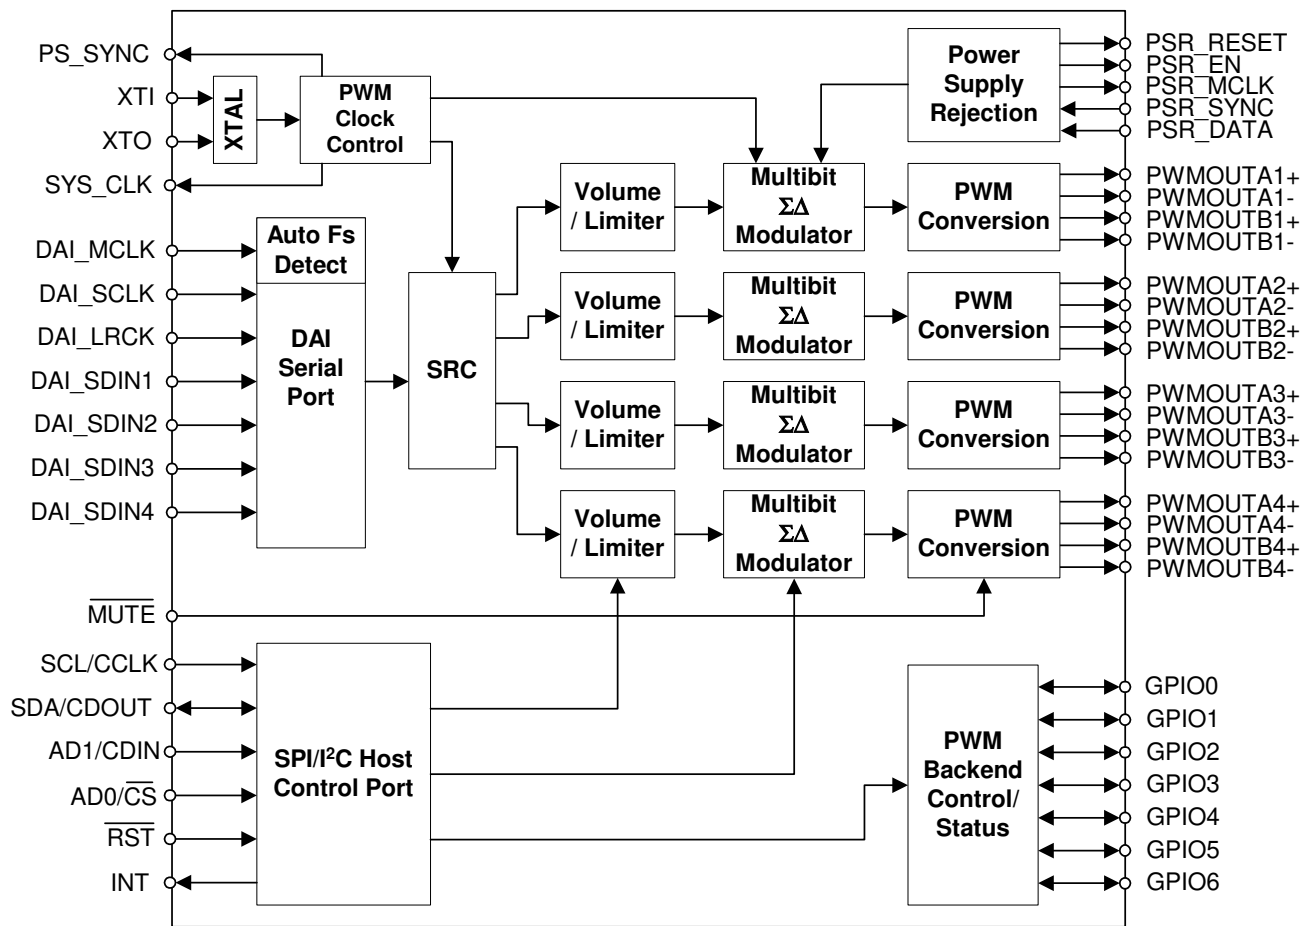 PS_SYNC
XTI
XTO
SYS_CLK
DAI_MCLK
DAI_SCLK
DAI_LRCK
DAI_SDIN1
DAI_SDIN2
DAI_SDIN3
DAI_SDIN4
MUTE
SCL/CCLK
SDA/CDOUT
AD1/CDIN
AD0/CS
RST
INT
XTAL
PWM
Clock
Control
Auto Fs
Detect
DAI
Serial
Port
SRC
SPI/I²C Host
Control Port
Volume
/ Limiter
Volume
/ Limiter
Volume
/ Limiter
Volume
/ Limiter
Multibit
ΣΔ
Modulator
Multibit
ΣΔ
Modulator
Multibit
ΣΔ
Modulator
Multibit
ΣΔ
Modulator
Power
Supply
Rejection
PWM
Conversion
PWM
Conversion
PWM
Conversion
PWM
Conversion
PWM
Backend
Control/
Status
PSR_RESET
PSR_EN
PSR_MCLK
PSR_SYNC
PSR_DATA
PWMOUTA1+
PWMOUTA1-
PWMOUTB1+
PWMOUTB1-
PWMOUTA2+
PWMOUTA2-
PWMOUTB2+
PWMOUTB2-
PWMOUTA3+
PWMOUTA3-
PWMOUTB3+
PWMOUTB3-
PWMOUTA4+
PWMOUTA4-
PWMOUTB4+
PWMOUTB4-
GPIO0
GPIO1
GPIO2
GPIO3
GPIO4
GPIO5
GPIO6